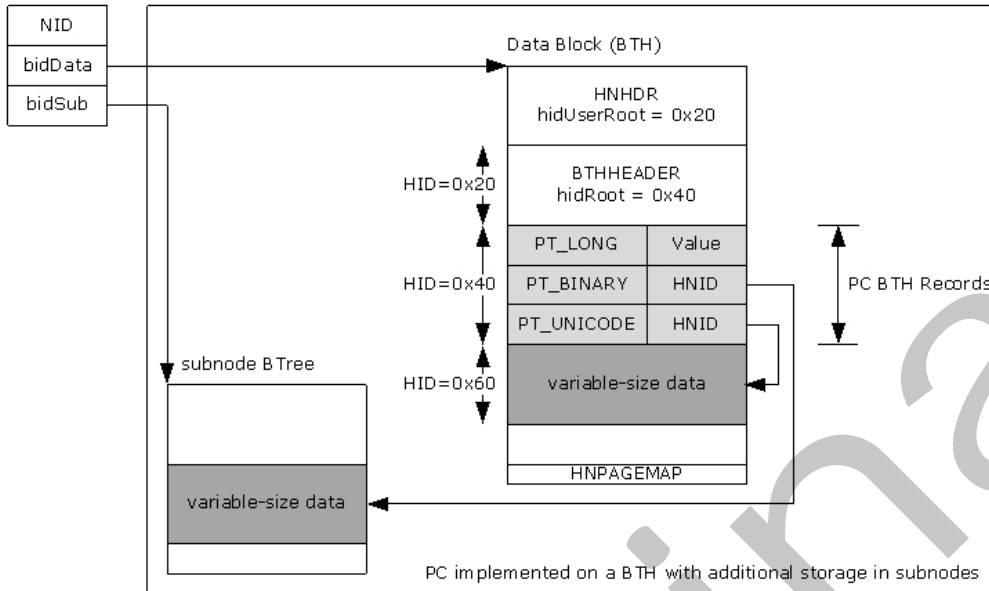 NID
bidData
bidSub
Data Block (BTH)
HNHDR
hidUserRoot = 0x20
HID=0x20
BTHHEADER
hidRoot = 0x40
HID=0x40
PT_LONG Value
PT_BINARY HNID
PT_UNICODE HNID
PC BTH Records
HID=0x60
variable-size data
HNPAGEMAP
subnode BTree
variable-size data
PC implemented on a BTH with additional storage in subnodes
ina